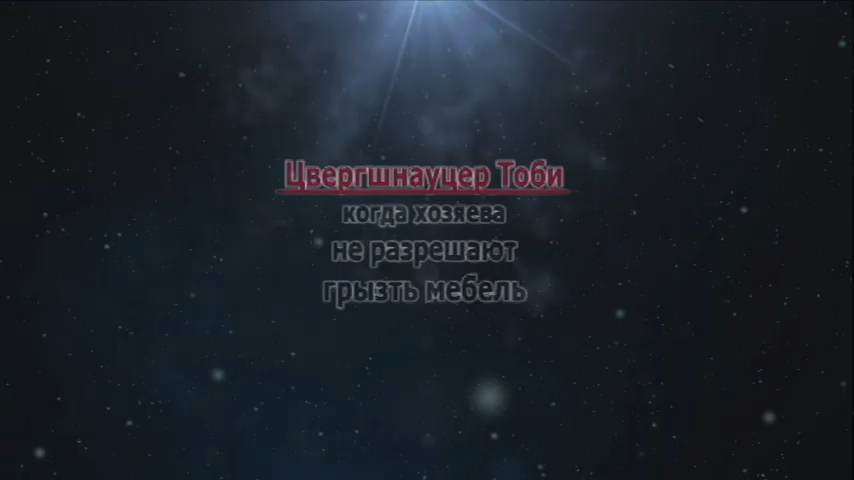 Цвергшнауцер Тоби
когда хозяева
не разрешают
грызть мебель